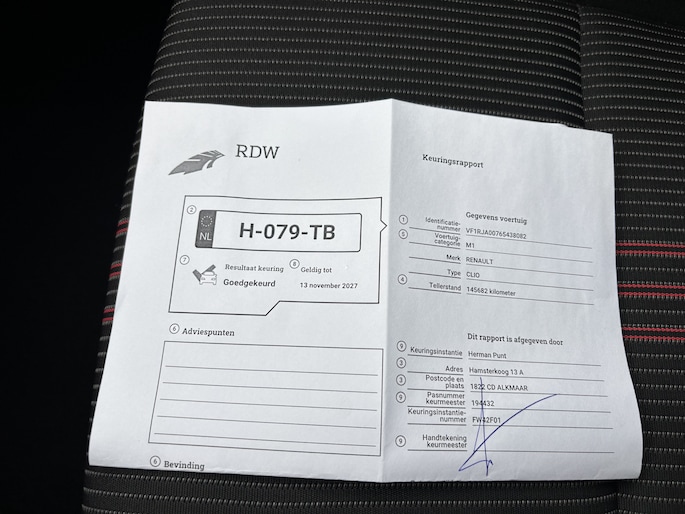 RDW
2
NL
H-079-TB
7
Resultaat keuring
Goedgekeurd
8
Geldig tot
13 november 2027
6 Adviespunten
6 Bevinding
Keuringsrapport
Gegevens voertuig
1 Identificatie-
nummer VF1RJA00765438082
5 Voertuig-
categorie M1
Merk RENAULT
Type CLIO
4 Tellerstand 145682 kilometer
Dit rapport is afgegeven door
9 Keuringsinstantie Herman Punt
3 Adres Hamsterkoog 13 A
3 Postcode en
plaats 1822 CD ALKMAAR
9 Pasnummer
keurmeester 194432
Keuringsinstantie-
nummer FW42F01
9 Handtekening
keurmeester